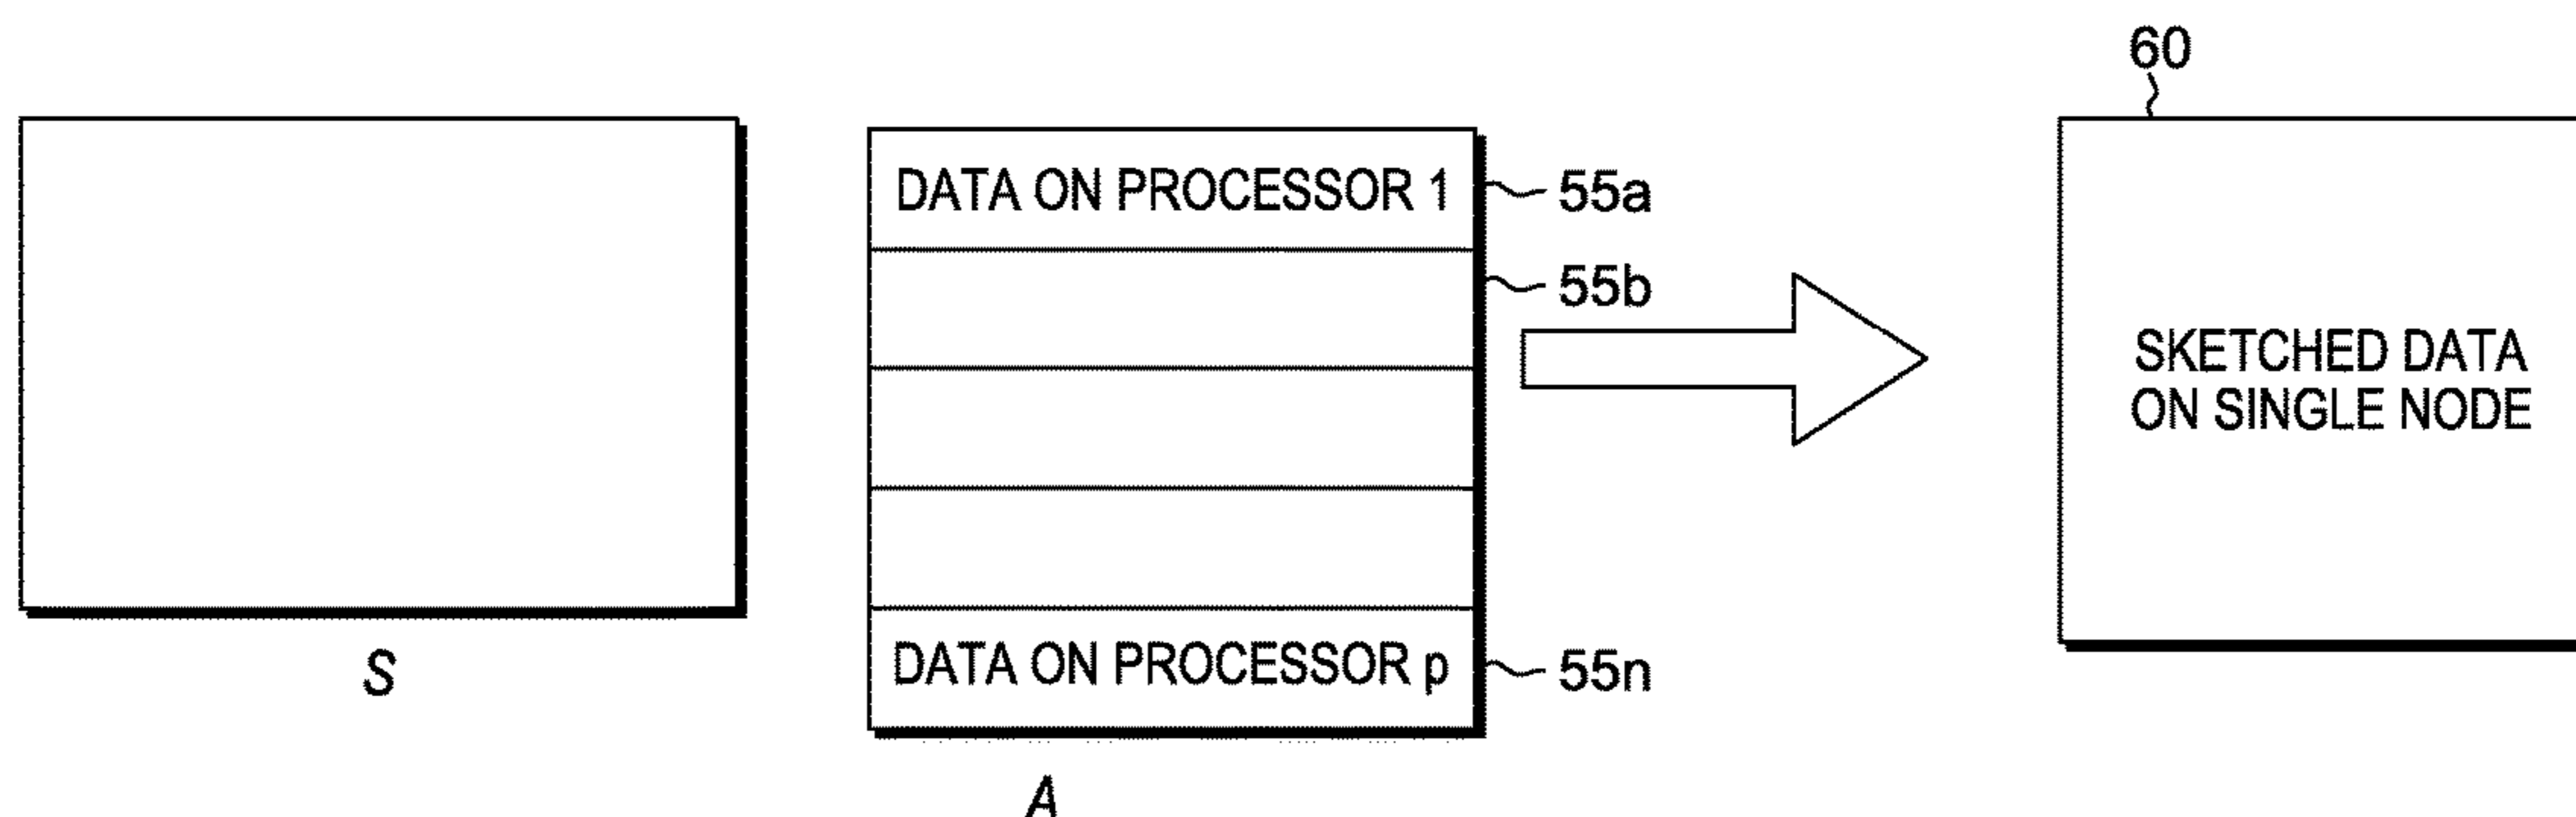 60
DATA ON PROCESSOR 1
55a
55b
SKETCHED DATA
ON SINGLE NODE
DATA ON PROCESSOR p
55n
S
A